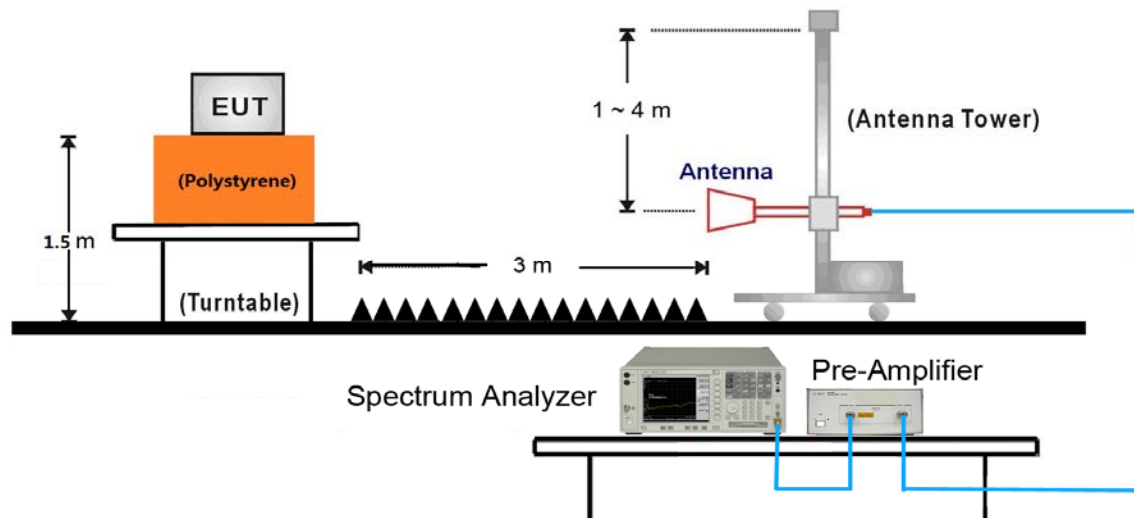 EUT
(Polystyrene)
1.5 m
(Turntable)
3 m
1 ~ 4 m
(Antenna Tower)
Antenna
Spectrum Analyzer
Pre-Amplifier